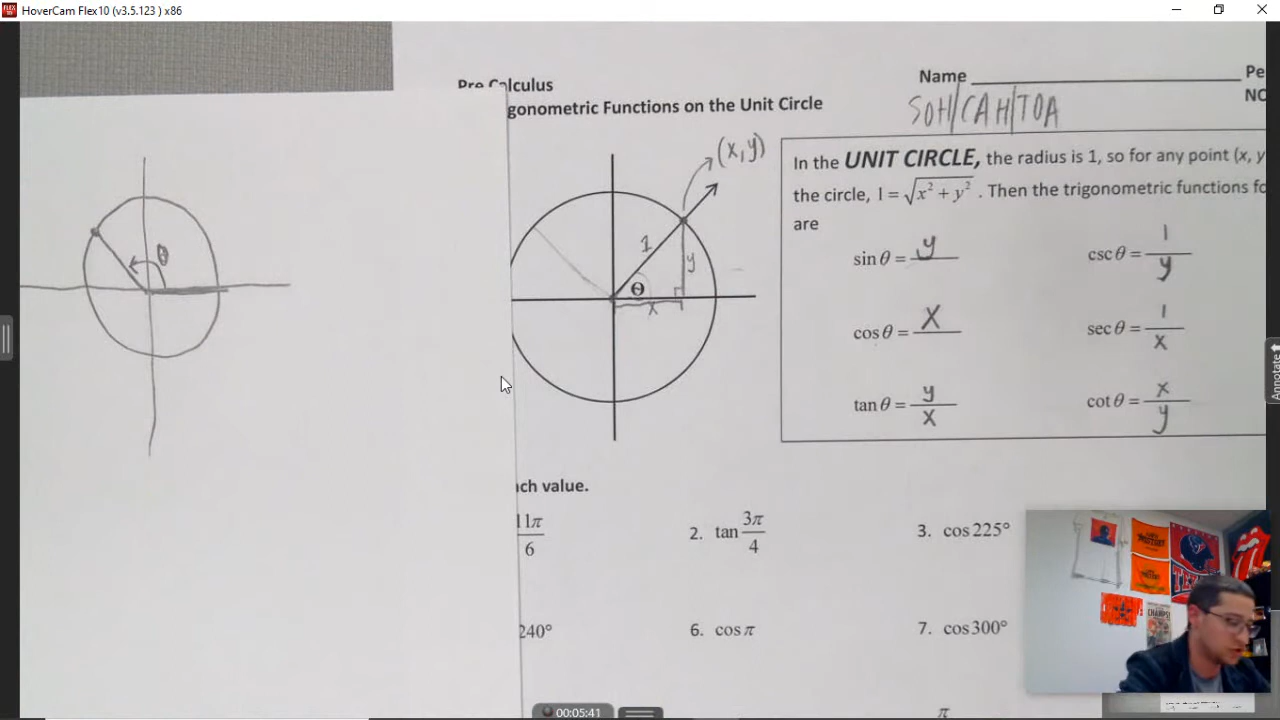 HoverCam Flex10 (v3.5.123) x86
Pre Calculus
gonometric Functions on the Unit Circle
Name
Pe
NC
SOH/CAH/TOA
(x, y)
1
y
θ
x
θ
In the UNIT CIRCLE, the radius is 1, so for any point (x, y
the circle, 1 = √x² + y² . Then the trigonometric functions fo
are
sin θ = y
csc θ = 1/y
cos θ = x
sec θ = 1/x
tan θ = y/x
cot θ = x/y
ch value.
11π/6
2. tan 3π/4
3. cos 225°
240°
6. cos π
7. cos 300°
π
00:05:41
Annotate
TEX